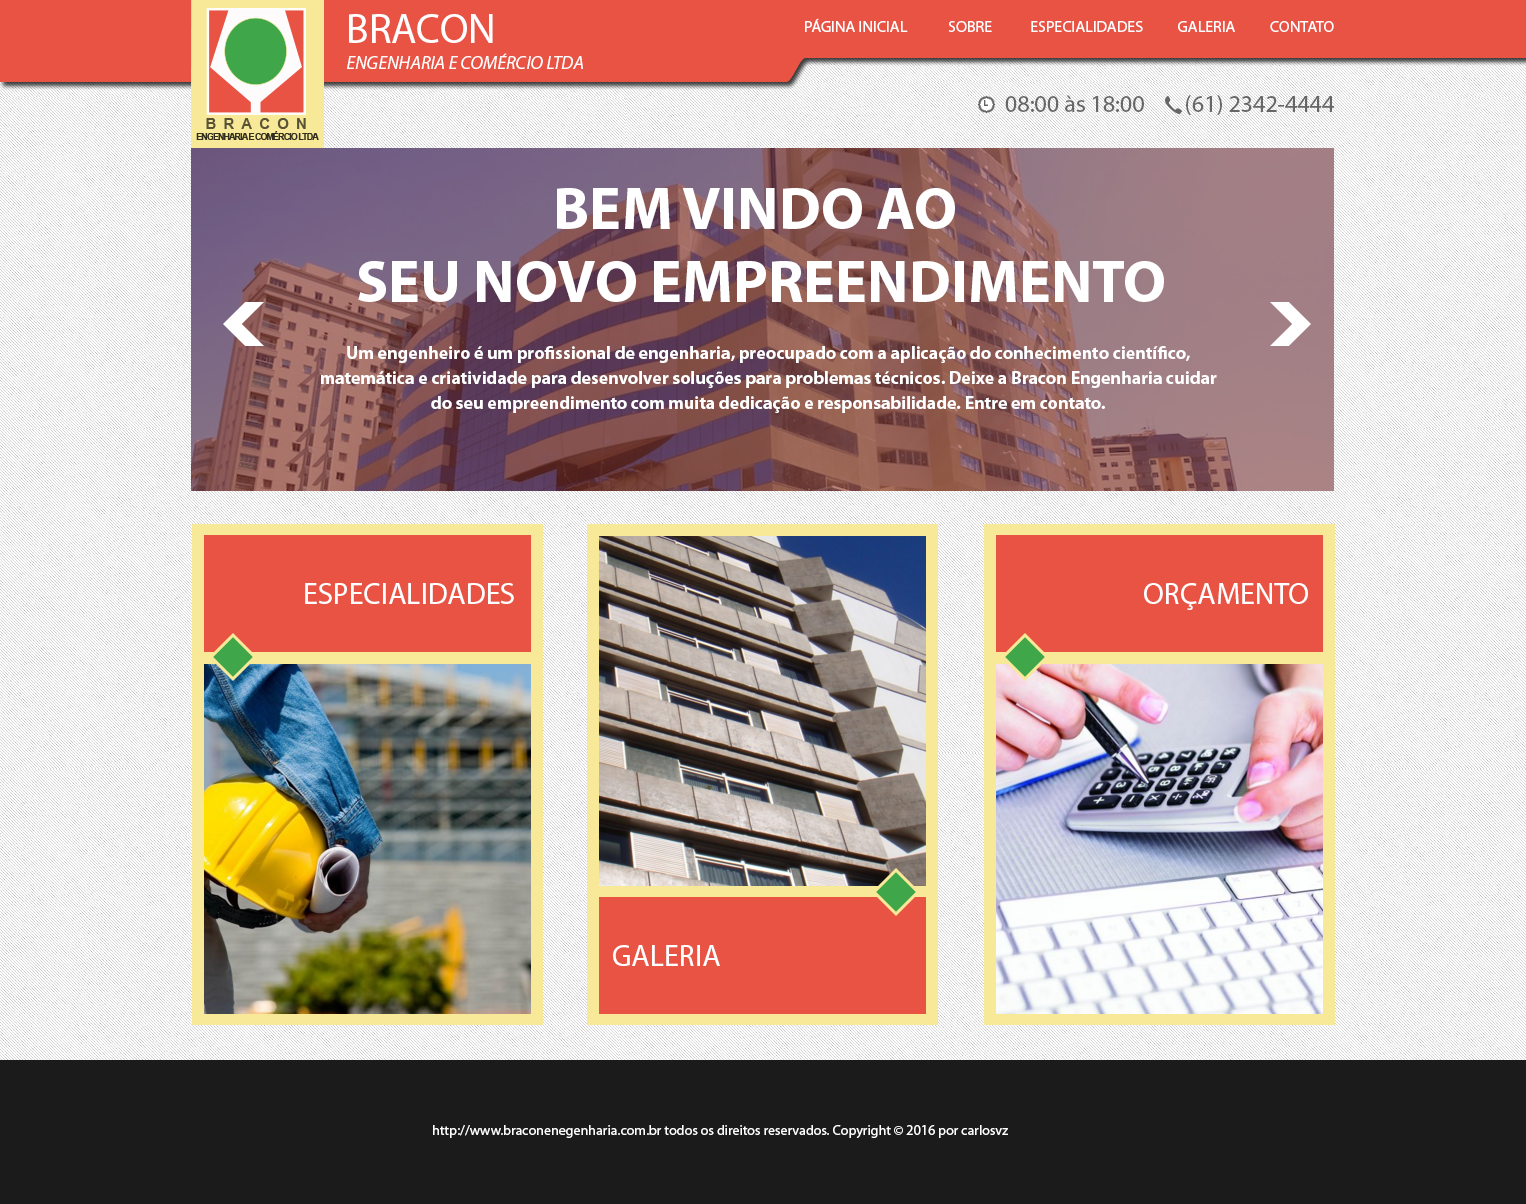 BRACON
ENGENHARIA E COMÉRCIO LTDA
BRACON
ENGENHARIA E COMÉRCIO LTDA
PÁGINA INICIAL SOBRE ESPECIALIDADES GALERIA CONTATO
08:00 às 18:00 (61) 2342-4444
BEM VINDO AO
SEU NOVO EMPREENDIMENTO
Um engenheiro é um profissional de engenharia, preocupado com a aplicação do conhecimento científico,
matemática e criatividade para desenvolver soluções para problemas técnicos. Deixe a Bracon Engenharia cuidar
do seu empreendimento com muita dedicação e responsabilidade. Entre em contato.
ESPECIALIDADES
GALERIA
ORÇAMENTO
http://www.braconenegenharia.com.br todos os direitos reservados. Copyright © 2016 por carlosvz